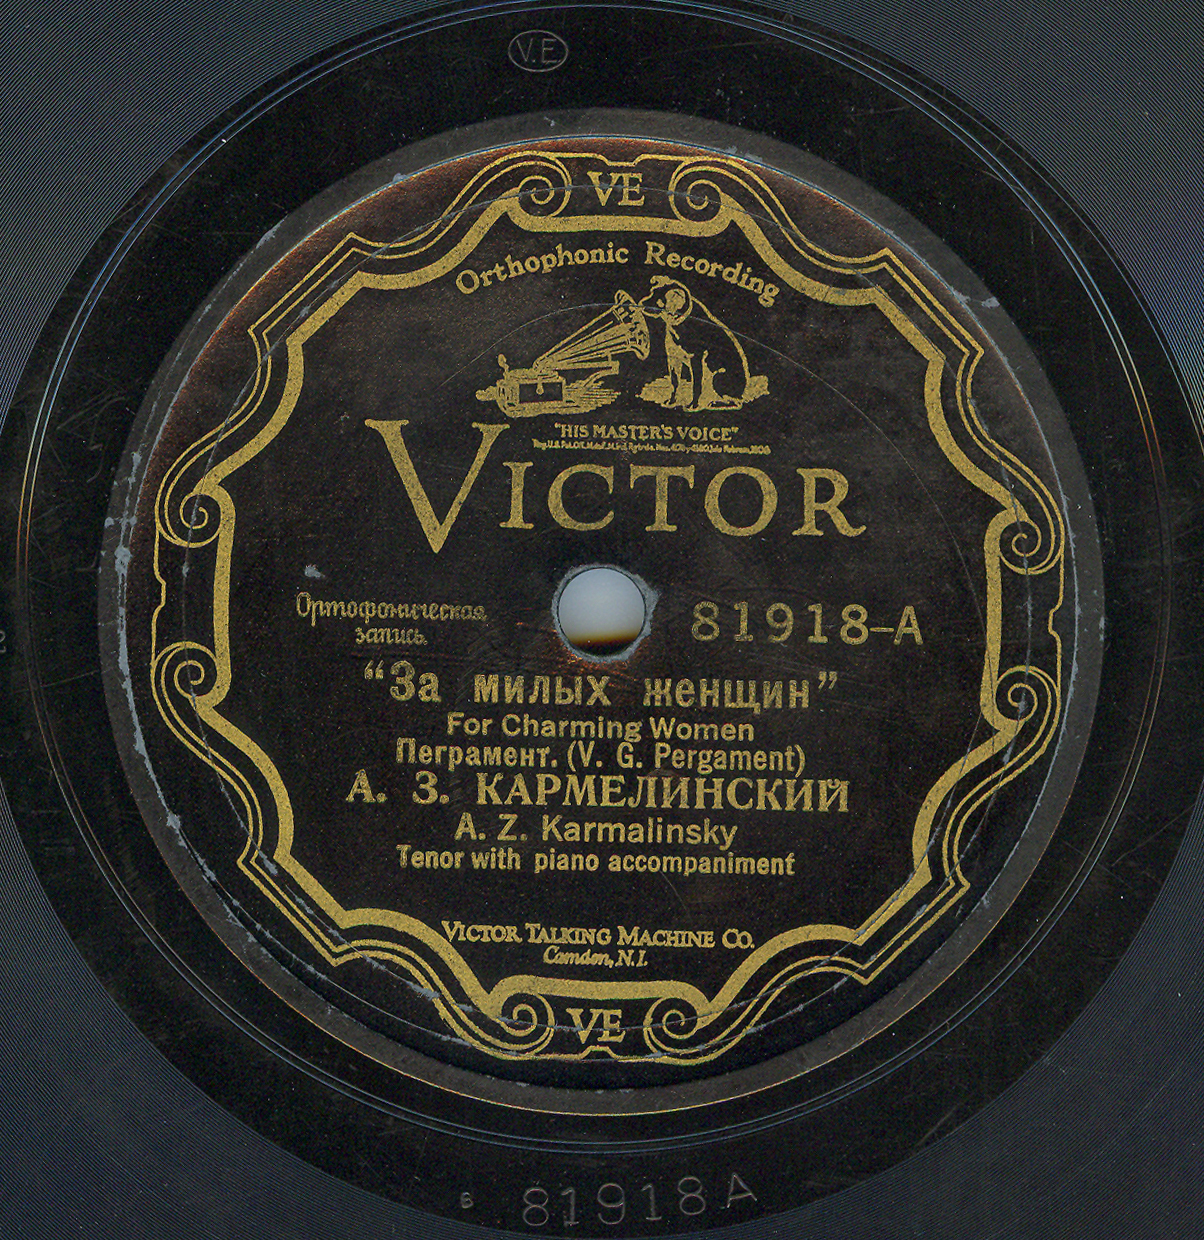 V.E
VE
Orthophonic Recording
"HIS MASTER'S VOICE"
VICTOR
Ортофоническая
запись.
81918-A
"За милых женщин"
For Charming Women
Пеграмент. (V. G. Pergament)
А. З. КАРМЕЛИНСКИЙ
A. Z. Karmalinsky
Tenor with piano accompaniment
VICTOR TALKING MACHINE CO.
Camden, N.J.
VE
81918A